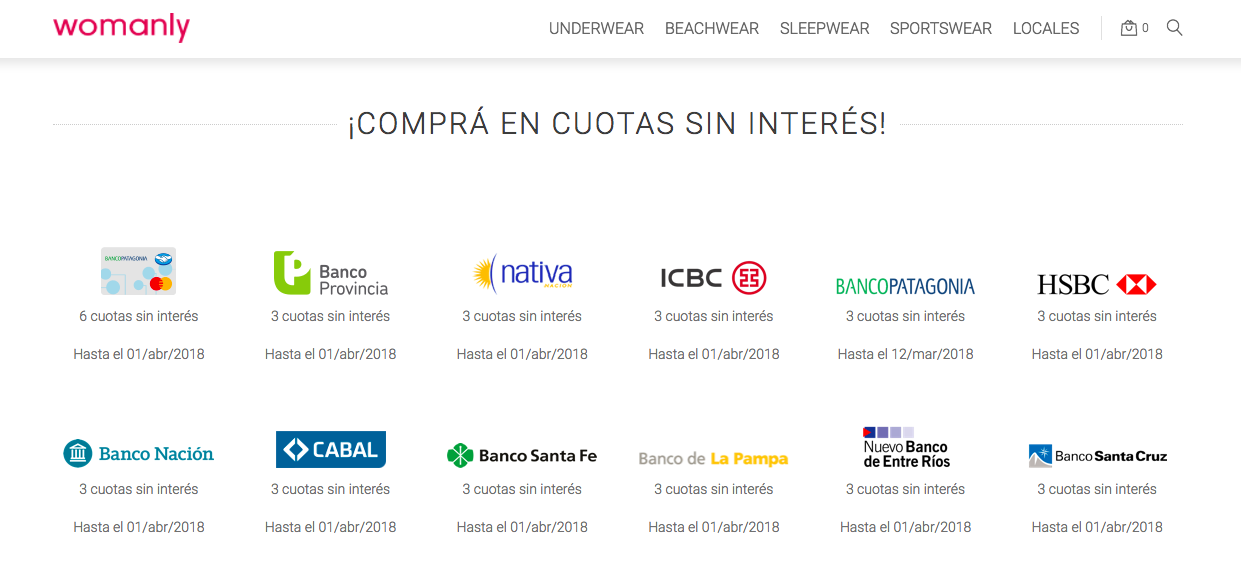 womanly
UNDERWEAR BEACHWEAR SLEEPWEAR SPORTSWEAR LOCALES 0
¡COMPRÁ EN CUOTAS SIN INTERÉS!
BANCOPATAGONIA
6 cuotas sin interés
Hasta el 01/abr/2018
Banco
Provincia
3 cuotas sin interés
Hasta el 01/abr/2018
nativa
NACIÓN
3 cuotas sin interés
Hasta el 01/abr/2018
ICBC
3 cuotas sin interés
Hasta el 01/abr/2018
BANCOPATAGONIA
3 cuotas sin interés
Hasta el 12/mar/2018
HSBC
3 cuotas sin interés
Hasta el 01/abr/2018
Banco Nación
3 cuotas sin interés
Hasta el 01/abr/2018
CABAL
3 cuotas sin interés
Hasta el 01/abr/2018
Banco Santa Fe
3 cuotas sin interés
Hasta el 01/abr/2018
Banco de La Pampa
3 cuotas sin interés
Hasta el 01/abr/2018
Nuevo Banco
de Entre Ríos
3 cuotas sin interés
Hasta el 01/abr/2018
Banco Santa Cruz
3 cuotas sin interés
Hasta el 01/abr/2018